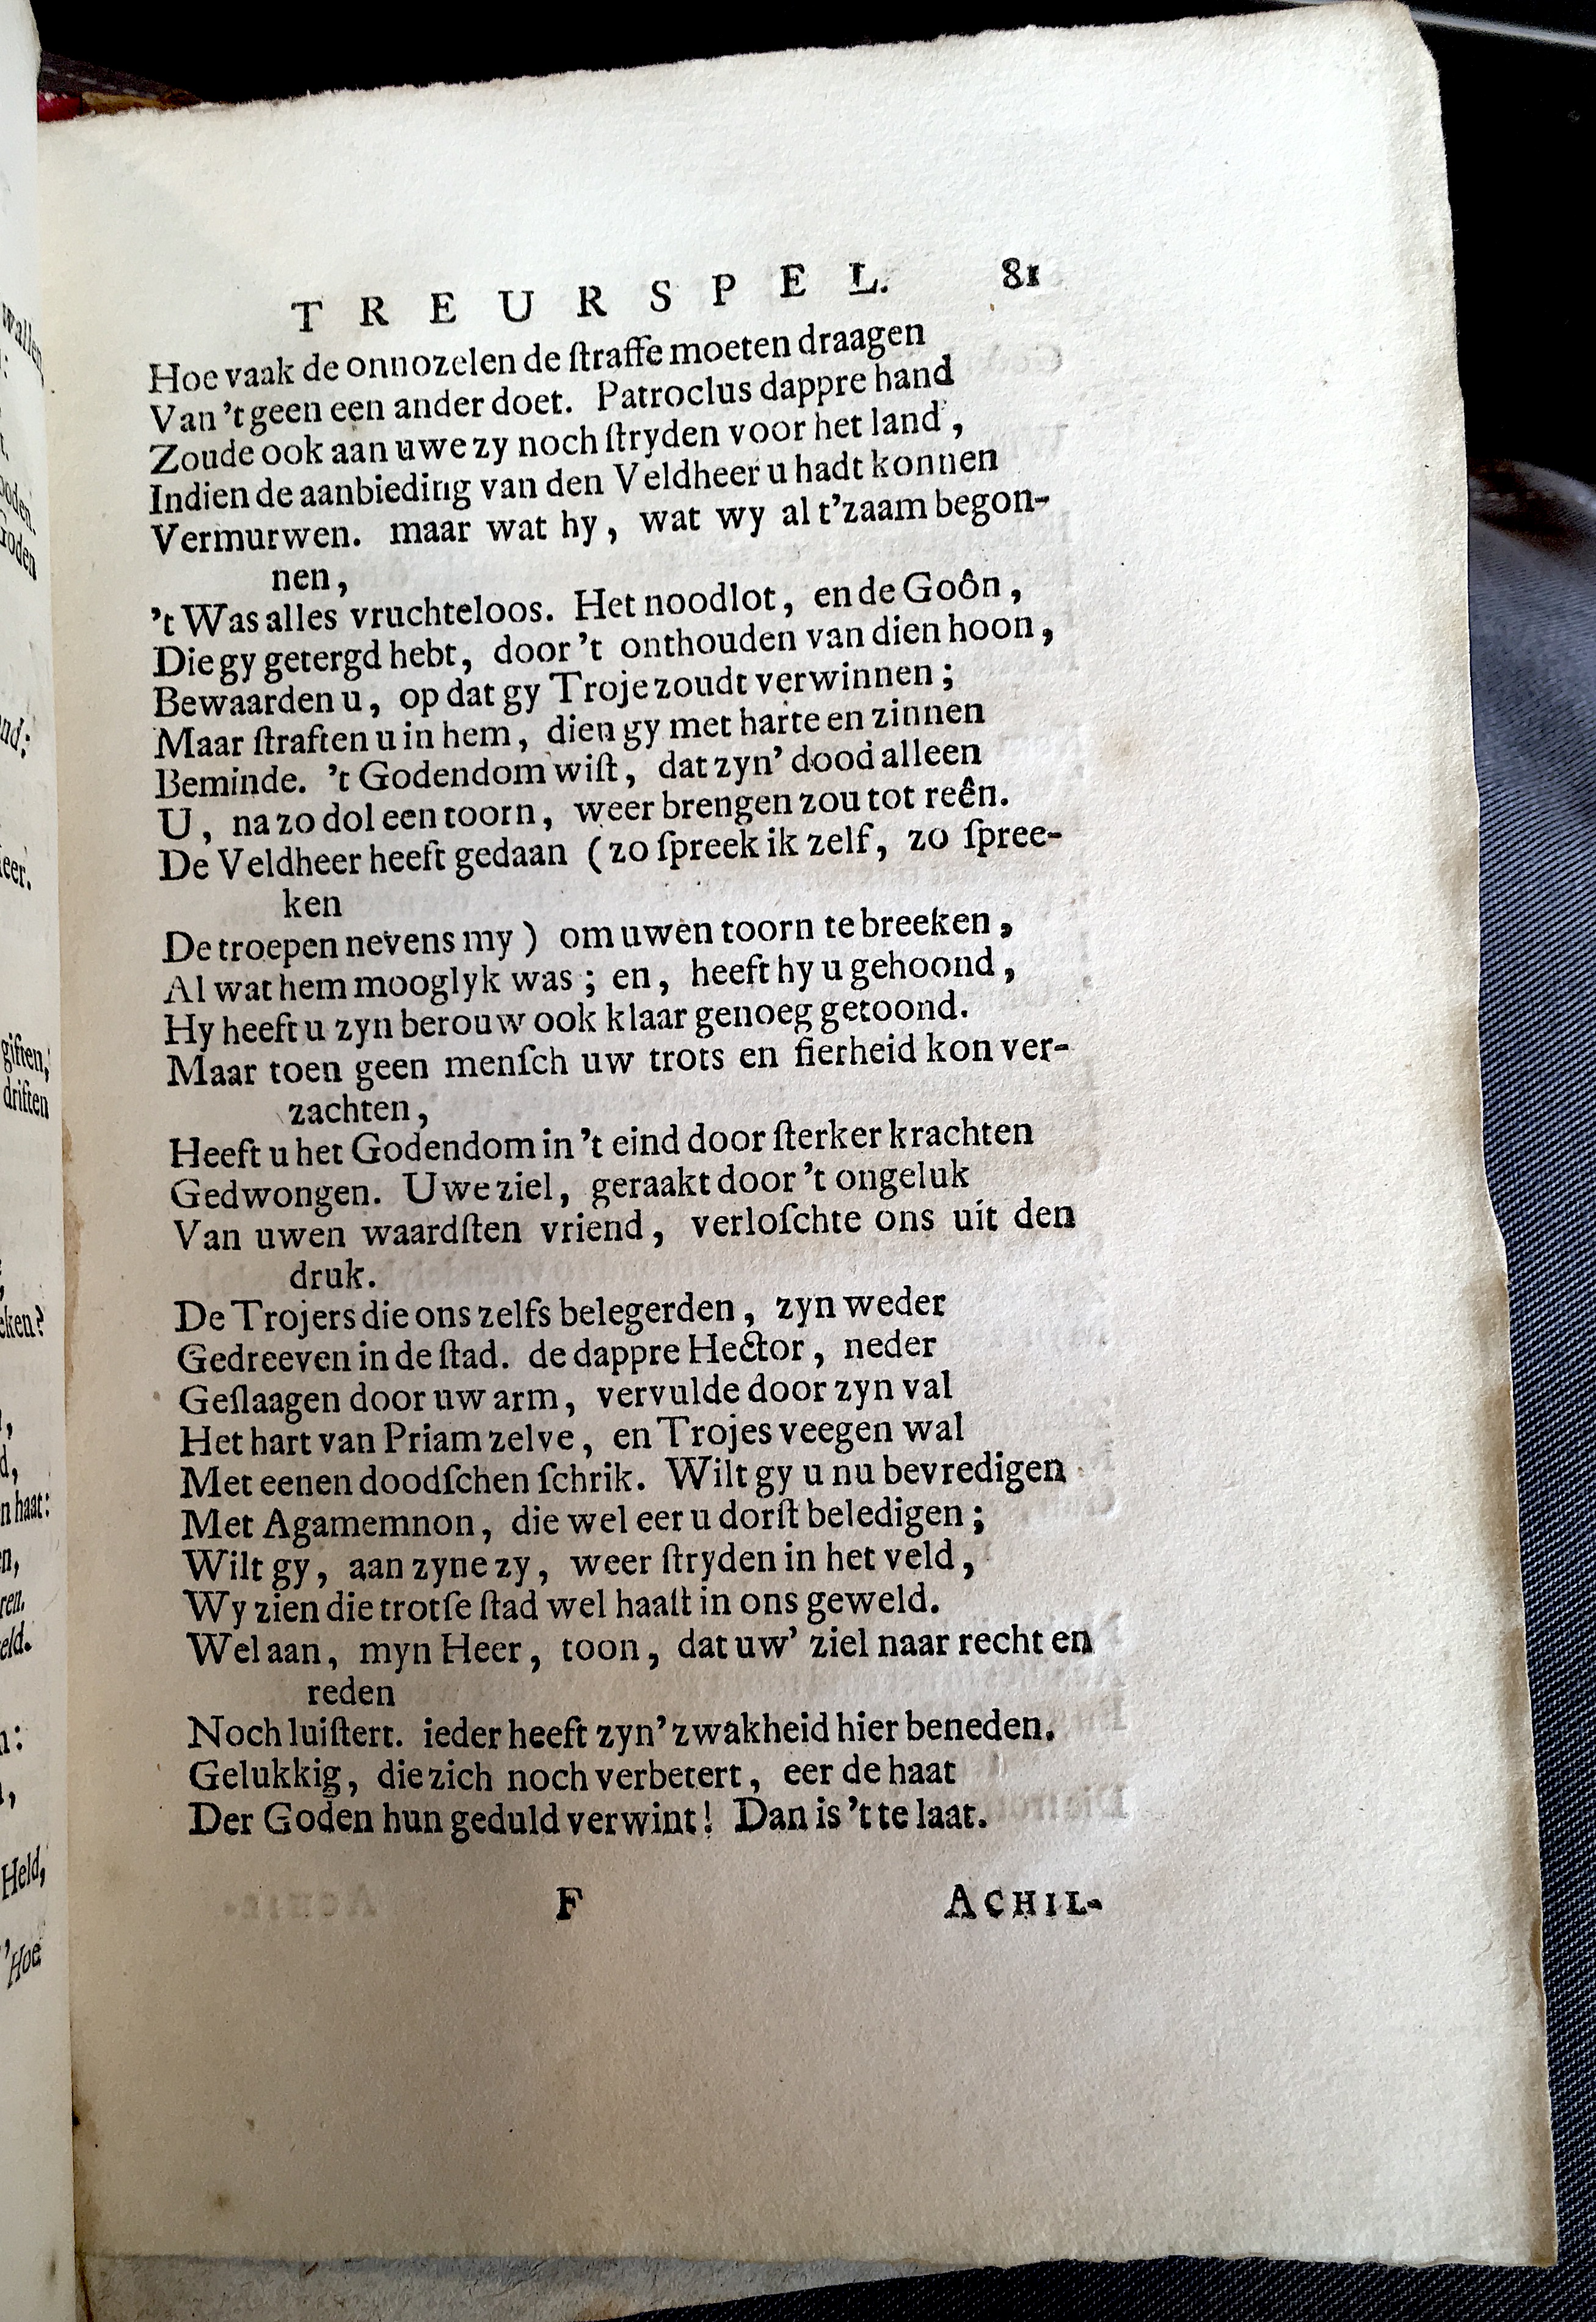 TREURSPEL. 81
Hoe vaak de onnozelen de ſtraffe moeten draagen
Van 't geen een ander doet. Patroclus dappre hand
Zoude ook aan uwe zy noch ſtryden voor het land,
Indien de aanbieding van den Veldheer u hadt konnen
Vermurwen. maar wat hy, wat wy al t'zaam begon-
nen,
't Was alles vruchteloos. Het noodlot, en de Goôn,
Die gy getergd hebt, door 't onthouden van dien hoon,
Bewaarden u, op dat gy Troje zoudt verwinnen;
Maar ſtraften u in hem, dien gy met harte en zinnen
Beminde. 't Godendom wiſt, dat zyn' dood alleen
U, na zo dol een toorn, weer brengen zou tot reên.
De Veldheer heeft gedaan (zo ſpreek ik zelf, zo ſpree-
ken
De troepen nevens my) om uwen toorn te breeken,
Al wat hem mooglyk was; en, heeft hy u gehoond,
Hy heeft u zyn berouw ook klaar genoeg getoond.
Maar toen geen menſch uw trots en fierheid kon ver-
zachten,
Heeft u het Godendom in 't eind door ſterker krachten
Gedwongen. Uwe ziel, geraakt door 't ongeluk
Van uwen waardſten vriend, verloſchte ons uit den
druk.
De Trojers die ons zelfs belegerden, zyn weder
Gedreeven in de ſtad. de dappre Hector, neder
Geſlaagen door uw arm, vervulde door zyn val
Het hart van Priam zelve, en Trojes veegen wal
Met eenen doodſchen ſchrik. Wilt gy u nu bevredigen
Met Agamemnon, die wel eer u dorſt beledigen;
Wilt gy, aan zyne zy, weer ſtryden in het veld,
Wy zien die trotſe ſtad wel haaſt in ons geweld.
Wel aan, myn Heer, toon, dat uw' ziel naar recht en
reden
Noch luiſtert. ieder heeft zyn' zwakheid hier beneden.
Gelukkig, die zich noch verbetert, eer de haat
Der Goden hun geduld verwint! Dan is 't te laat.
F ACHIL-